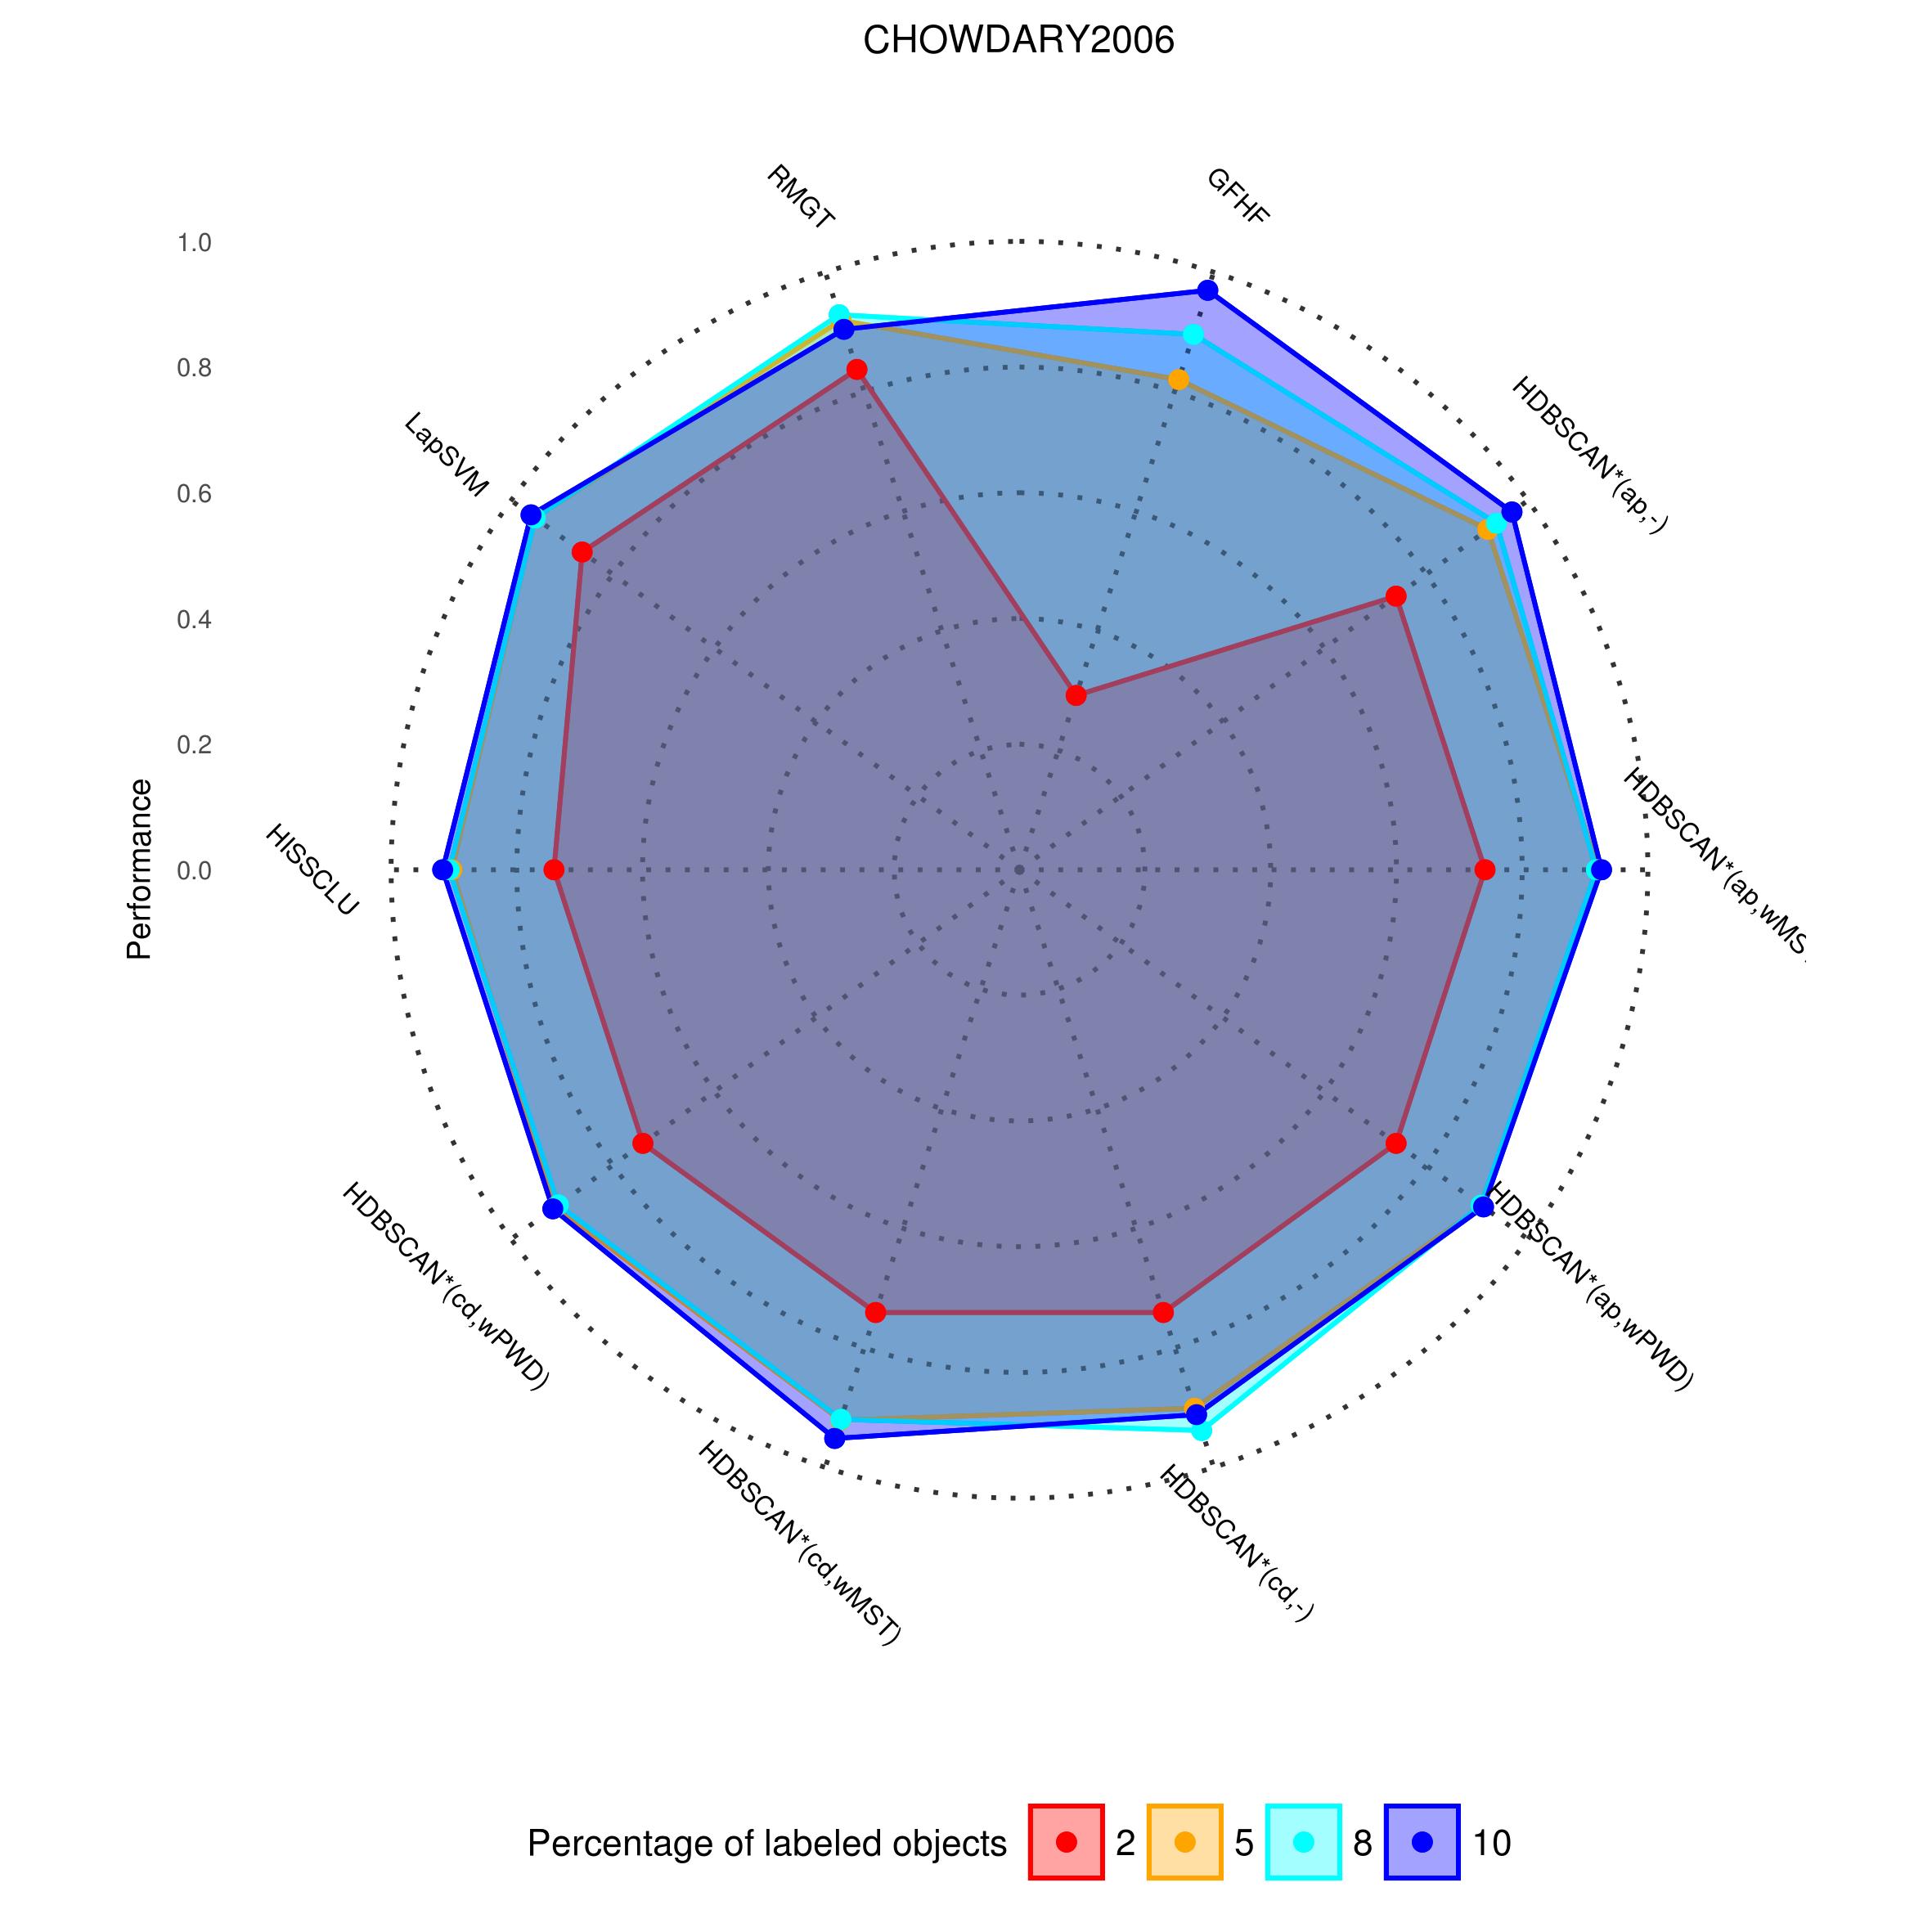 CHOWDARY2006
RMGT
GFHF
1.0
0.8
0.6
0.4
0.2
0.0
Performance
LapSVM
HDBSCAN*(ap,-)
HISSCLU
HDBSCAN*(ap,wMS
HDBSCAN*(cd,wPWD)
HDBSCAN*(ap,wPWD)
HDBSCAN*(cd,wMST)
HDBSCAN*(cd,-)
Percentage of labeled objects 2 5 8 10